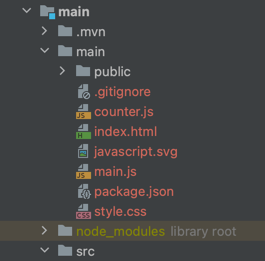 main
.mvn
main
public
.gitignore
counter.js
index.html
javascript.svg
main.js
package.json
style.css
node_modules library root
src